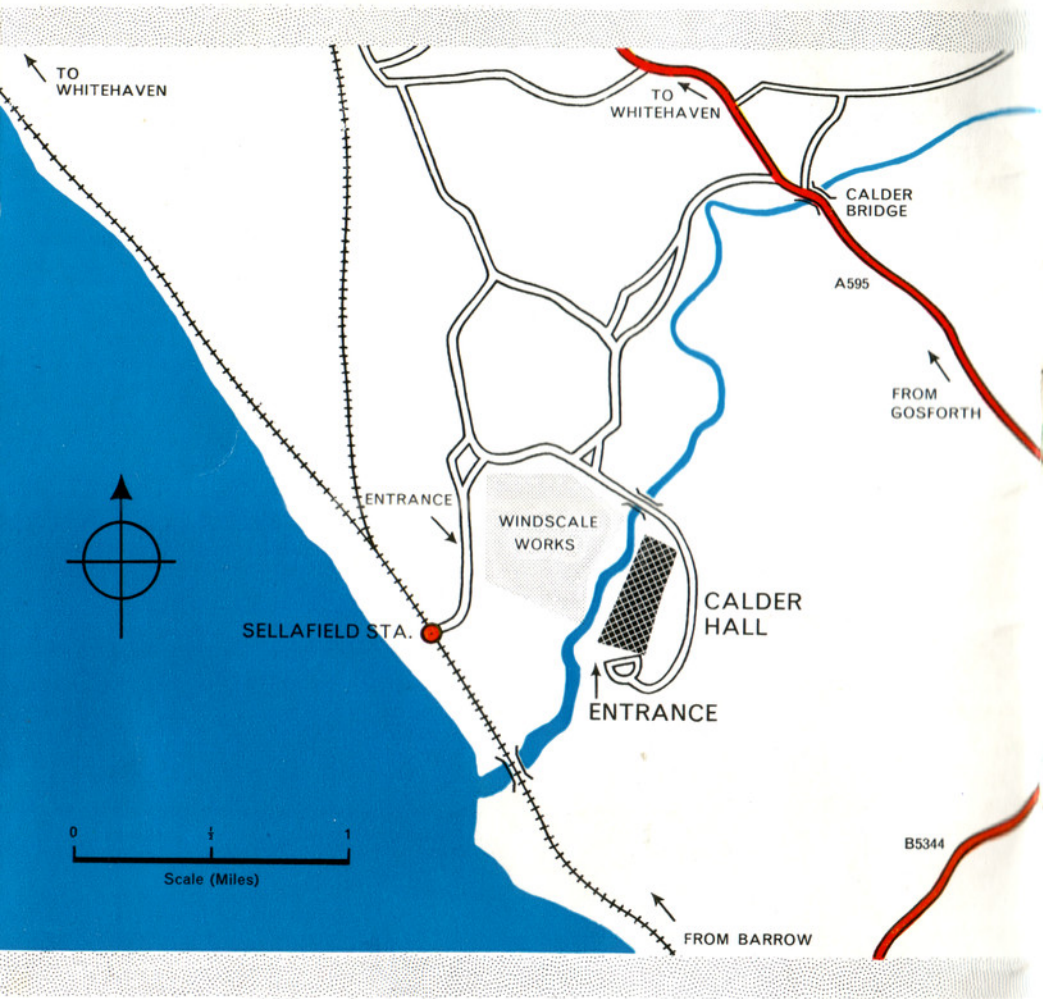 TO
WHITEHAVEN
TO
WHITEHAVEN
CALDER
BRIDGE
A595
FROM
GOSFORTH
ENTRANCE
WINDSCALE
WORKS
CALDER
HALL
SELLAFIELD STA.
ENTRANCE
0 ½ 1
Scale (Miles)
B5344
FROM BARROW